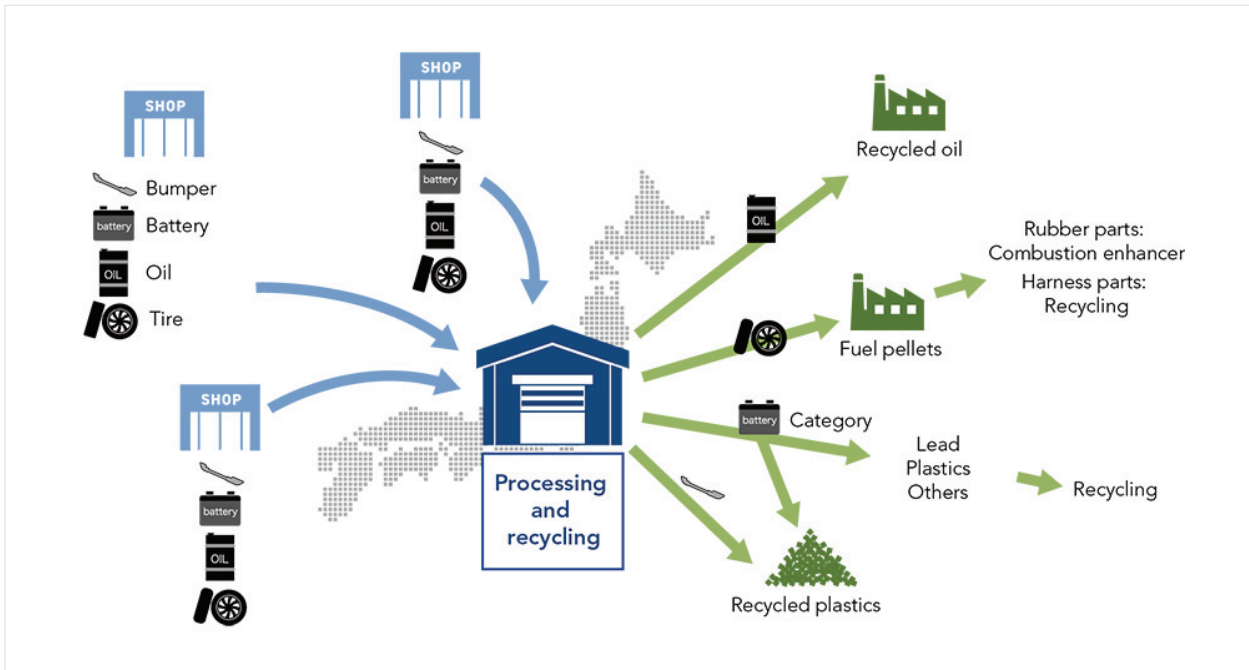 SHOP
Bumper
battery
Battery
OIL
Oil
Tire
SHOP
battery
OIL
SHOP
battery
OIL
Processing
and
recycling
OIL
Recycled oil
Fuel pellets
Rubber parts:
Combustion enhancer
Harness parts:
Recycling
battery
Category
Lead
Plastics
Others
Recycling
Recycled plastics